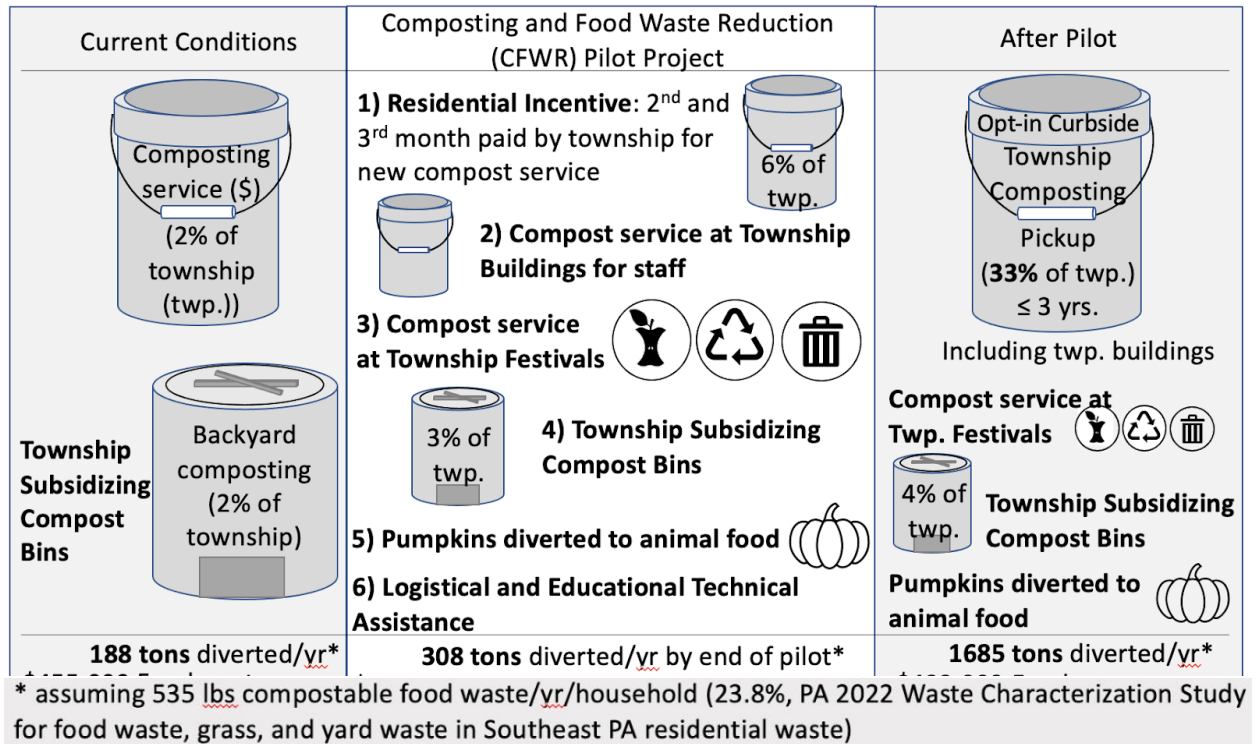 Current Conditions
Composting
service ($)
(2% of
township
(twp.))
Township
Subsidizing
Compost
Bins
Backyard
composting
(2% of
township)
188 tons diverted/yr*
Composting and Food Waste Reduction
(CFWR) Pilot Project
1) Residential Incentive: 2nd and
3rd month paid by township for
new compost service
6% of
twp.
2) Compost service at Township
Buildings for staff
3) Compost service
at Township Festivals
3% of
twp.
4) Township Subsidizing
Compost Bins
5) Pumpkins diverted to animal food
6) Logistical and Educational Technical
Assistance
308 tons diverted/yr by end of pilot*
After Pilot
Opt-in Curbside
Township
Composting
Pickup
(33% of twp.)
≤ 3 yrs.
Including twp. buildings
Compost service at
Twp. Festivals
4% of
twp.
Township Subsidizing
Compost Bins
Pumpkins diverted to
animal food
1685 tons diverted/yr*
* assuming 535 lbs compostable food waste/yr/household (23.8%, PA 2022 Waste Characterization Study
for food waste, grass, and yard waste in Southeast PA residential waste)